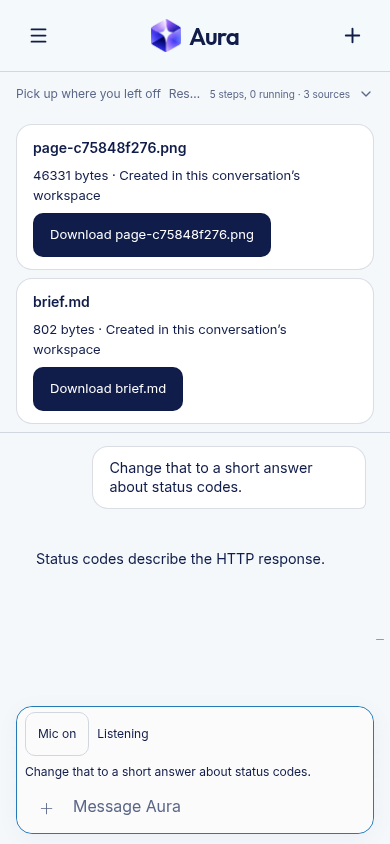 Aura
Pick up where you left off Res... 5 steps, 0 running · 3 sources
page-c75848f276.png
46331 bytes · Created in this conversation’s
workspace
Download page-c75848f276.png
brief.md
802 bytes · Created in this conversation’s
workspace
Download brief.md
Change that to a short answer
about status codes.
Status codes describe the HTTP response.
Mic on Listening
Change that to a short answer about status codes.
Message Aura